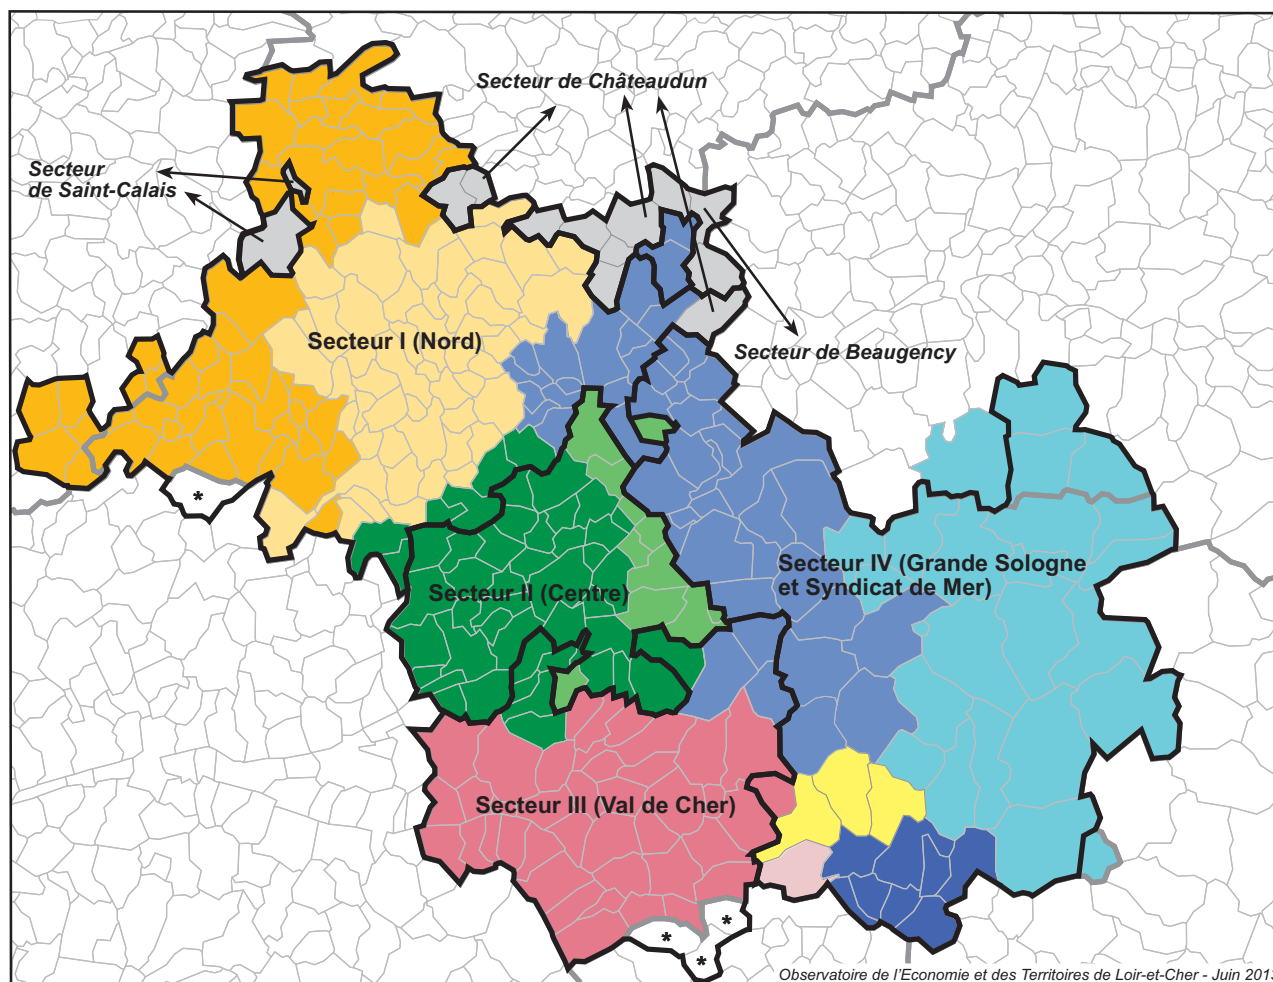 Secteur de Châteaudun
Secteur
de Saint-Calais
Secteur I (Nord)
Secteur de Beaugency
*
Secteur IV (Grande Sologne
et Syndicat de Mer)
Secteur II (Centre)
Secteur III (Val de Cher)
*
*
*
Observatoire de l'Economie et des Territoires de Loir-et-Cher - Juin 2013